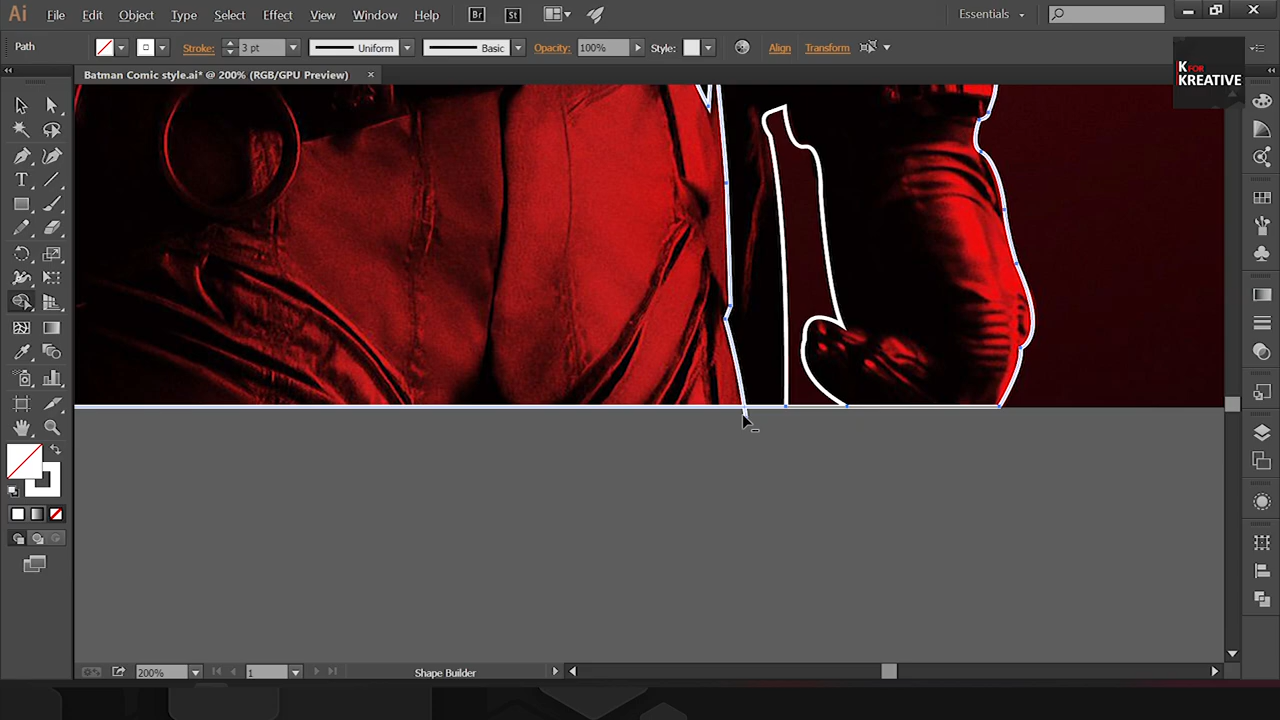 Ai File Edit Object Type Select Effect View Window Help Br St Essentials
Path Stroke: 3 pt Uniform Basic Opacity: 100% Style: Align Transform
K FOR
KREATIVE
Batman Comic style.ai* @ 200% (RGB/GPU Preview) ×
T
200% 1 Shape Builder